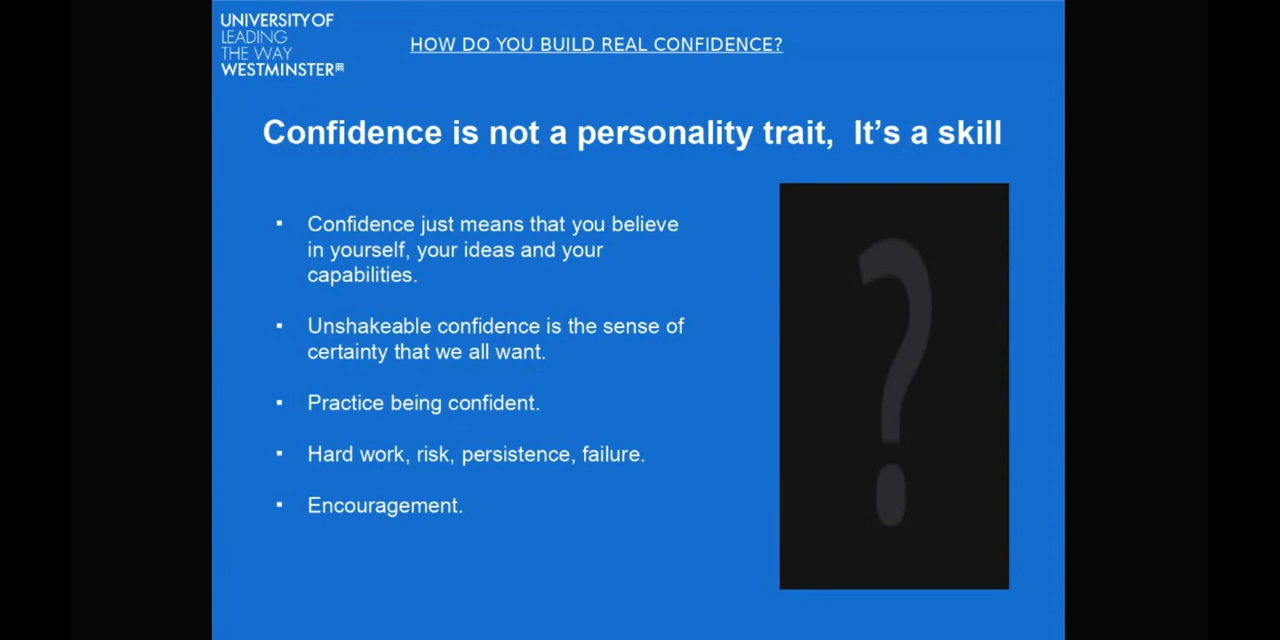 UNIVERSITY OF
LEADING
THE WAY
WESTMINSTER
HOW DO YOU BUILD REAL CONFIDENCE?
Confidence is not a personality trait,  It’s a skill
▪ Confidence just means that you believe
in yourself, your ideas and your
capabilities.
▪ Unshakeable confidence is the sense of
certainty that we all want.
▪ Practice being confident.
▪ Hard work, risk, persistence, failure.
▪ Encouragement.
?